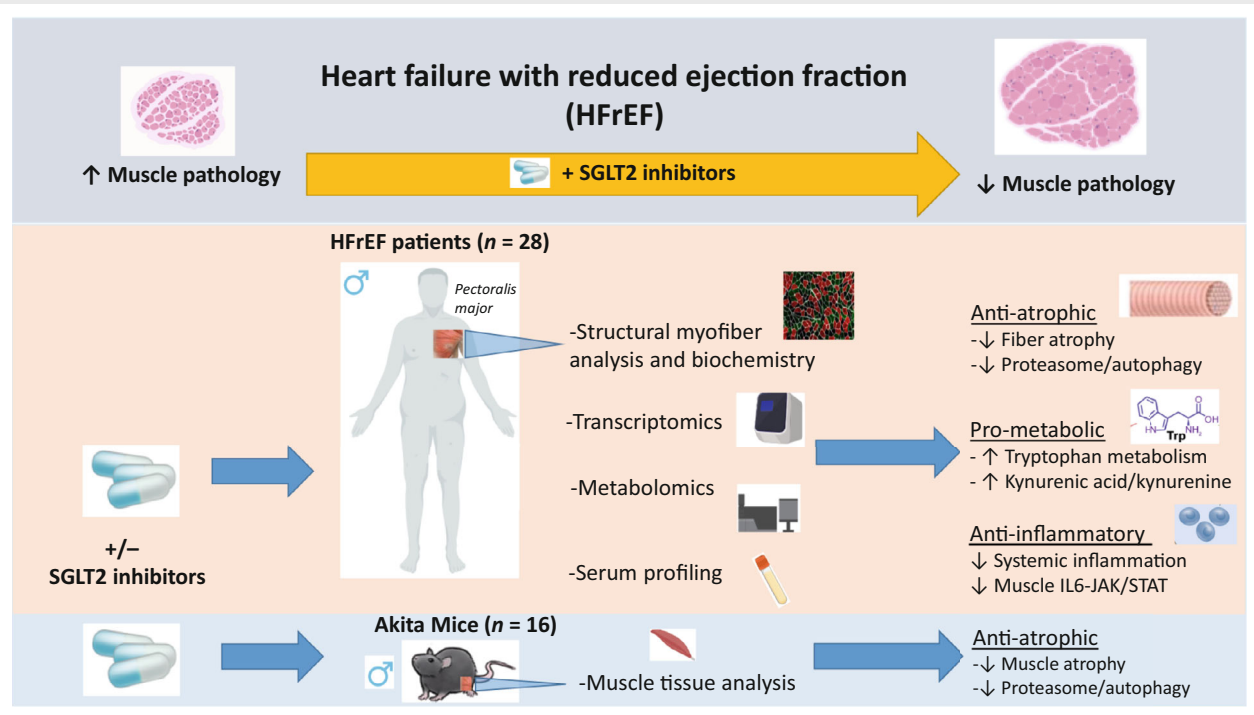 Heart failure with reduced ejection fraction
(HFrEF)
↑ Muscle pathology
+ SGLT2 inhibitors
↓ Muscle pathology
HFrEF patients (n = 28)
Pectoralis
major
+/−
SGLT2 inhibitors
-Structural myofiber
analysis and biochemistry
-Transcriptomics
-Metabolomics
-Serum profiling
Anti-atrophic
-↓ Fiber atrophy
-↓ Proteasome/autophagy
O
OH
HN
NH₂
Trp
Pro-metabolic
- ↑ Tryptophan metabolism
- ↑ Kynurenic acid/kynurenine
Anti-inflammatory
↓ Systemic inflammation
↓ Muscle IL6-JAK/STAT
Akita Mice (n = 16)
-Muscle tissue analysis
Anti-atrophic
-↓ Muscle atrophy
-↓ Proteasome/autophagy